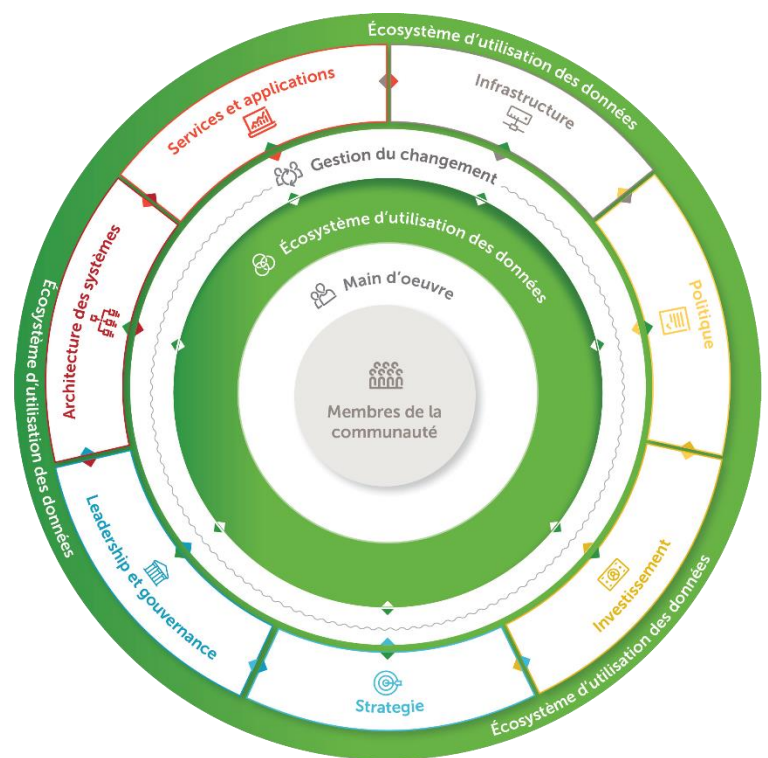 Écosystème d'utilisation des données
Services et applications
Infrastructure
Gestion du changement
Écosystème d'utilisation des données
Main d'oeuvre
Membres de la
communauté
Architecture des systèmes
Politique
Écosystème d'utilisation des données
Leadership et gouvernance
Investissement
Strategie
Écosystème d'utilisation des données